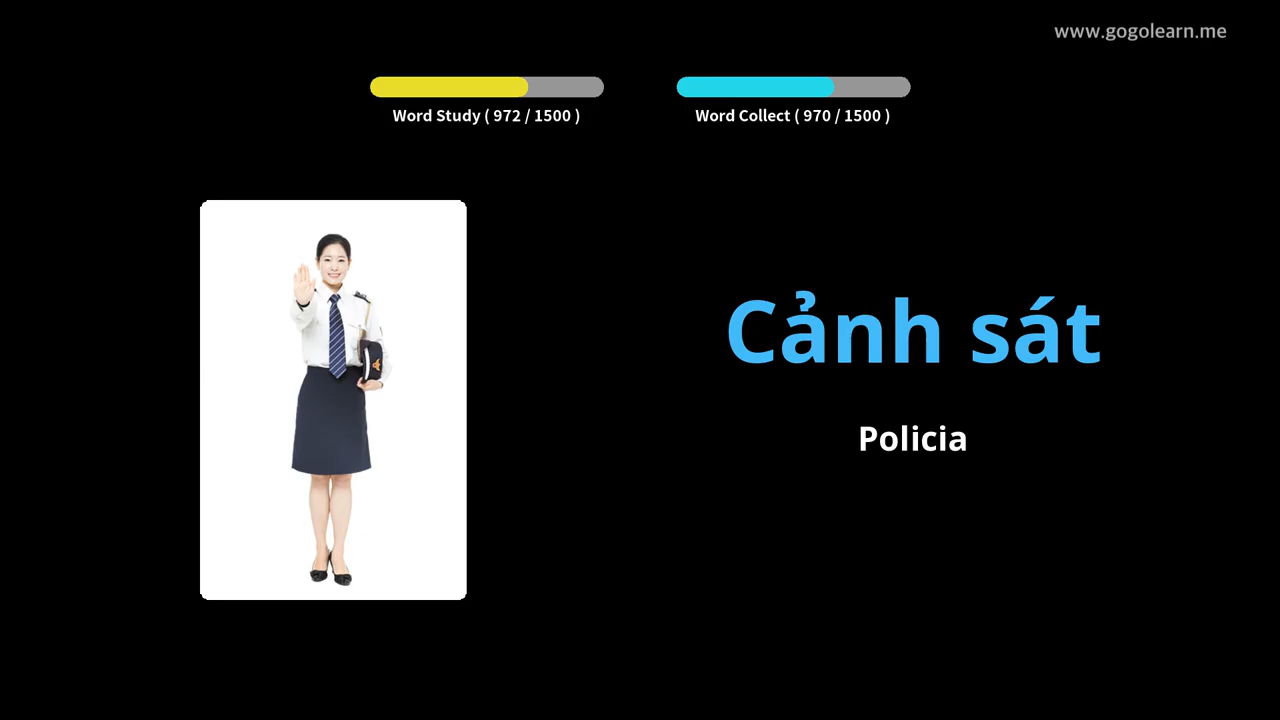 www.gogolearn.me
Word Study ( 972 / 1500 )
Word Collect ( 970 / 1500 )
Cảnh sát
Policia